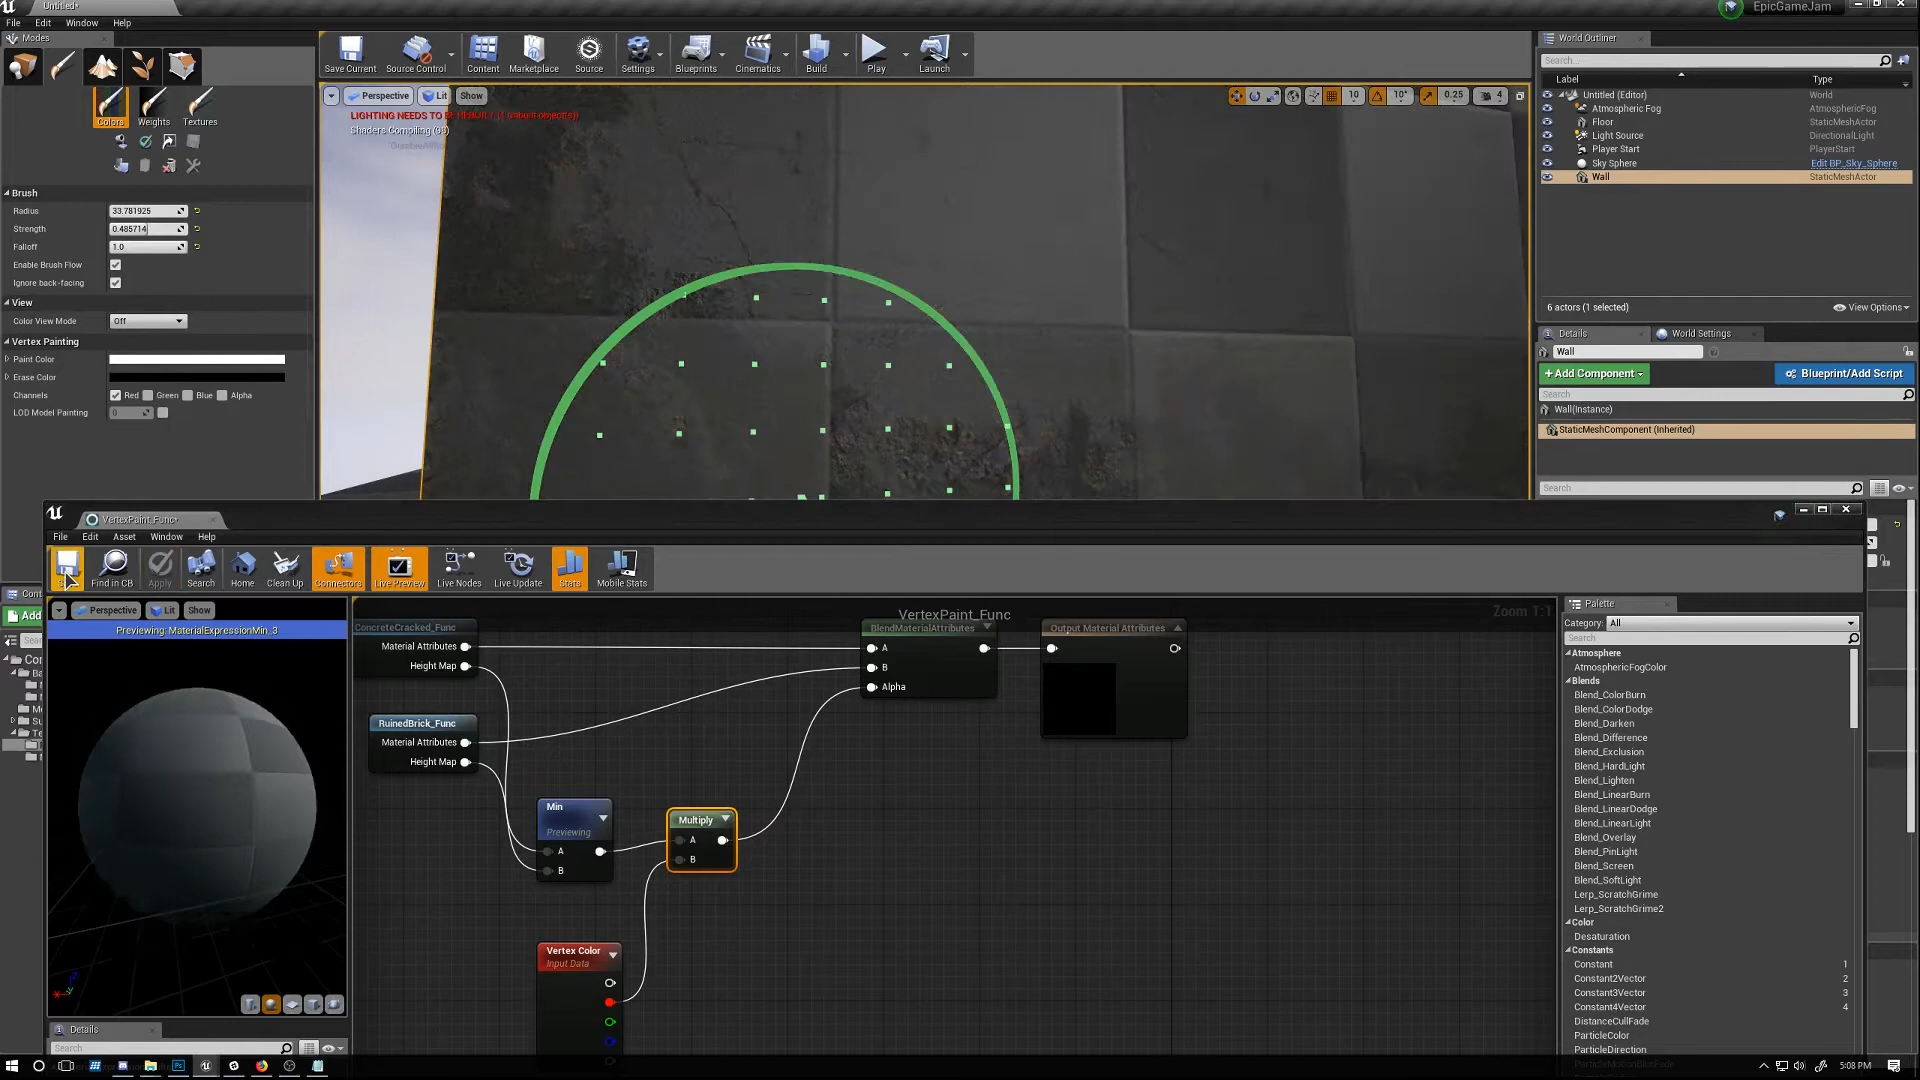 Untitled*
EpicGameJam
File Edit Window Help
Modes
Colors
Weights
Textures
Brush
Radius 33.781925
Strength 0.485714
Falloff 1.0
Enable Brush Flow
Ignore back-facing
View
Color View Mode Off
Vertex Painting
Paint Color
Erase Color
Channels Red Green Blue Alpha
LOD Model Painting 0
Save Current
Source Control
Content
Marketplace
Source
Settings
Blueprints
Cinematics
Build
Play
Launch
Perspective Lit Show
10 10° 0.25 4
LIGHTING NEEDS TO BE REBUILT
Shaders Compiling
World Outliner
Search...
Label Type
Untitled (Editor) World
Atmospheric Fog AtmosphericFog
Floor StaticMeshActor
Light Source DirectionalLight
Player Start PlayerStart
Sky Sphere Edit BP_Sky_Sphere
Wall StaticMeshActor
6 actors (1 selected) View Options
Details World Settings
Wall
+ Add Component
Blueprint/Add Script
Search
Wall(Instance)
StaticMeshComponent (Inherited)
Search
VertexPaint_Func*
File Edit Asset Window Help
Find in CB
Apply
Search
Home
Clean Up
Connectors
Live Preview
Live Nodes
Live Update
Stats
Mobile Stats
Add
Perspective Lit Show
Previewing: MaterialExpressionMin_3
Details
Search
VertexPaint_Func
Zoom 1:1
ConcreteCracked_Func
Material Attributes
Height Map
RuinedBrick_Func
Material Attributes
Height Map
BlendMaterialAttributes
A
B
Alpha
Output Material Attributes
Min
Previewing
A
B
Multiply
A
B
Vertex Color
Input Data
Palette
Category: All
Search
Atmosphere
AtmosphericFogColor
Blends
Blend_ColorBurn
Blend_ColorDodge
Blend_Darken
Blend_Difference
Blend_Exclusion
Blend_HardLight
Blend_Lighten
Blend_LinearBurn
Blend_LinearDodge
Blend_LinearLight
Blend_Overlay
Blend_PinLight
Blend_Screen
Blend_SoftLight
Lerp_ScratchGrime
Lerp_ScratchGrime2
Color
Desaturation
Constants
Constant 1
Constant2Vector 2
Constant3Vector 3
Constant4Vector 4
DistanceCullFade
ParticleColor
ParticleDirection
5:08 PM